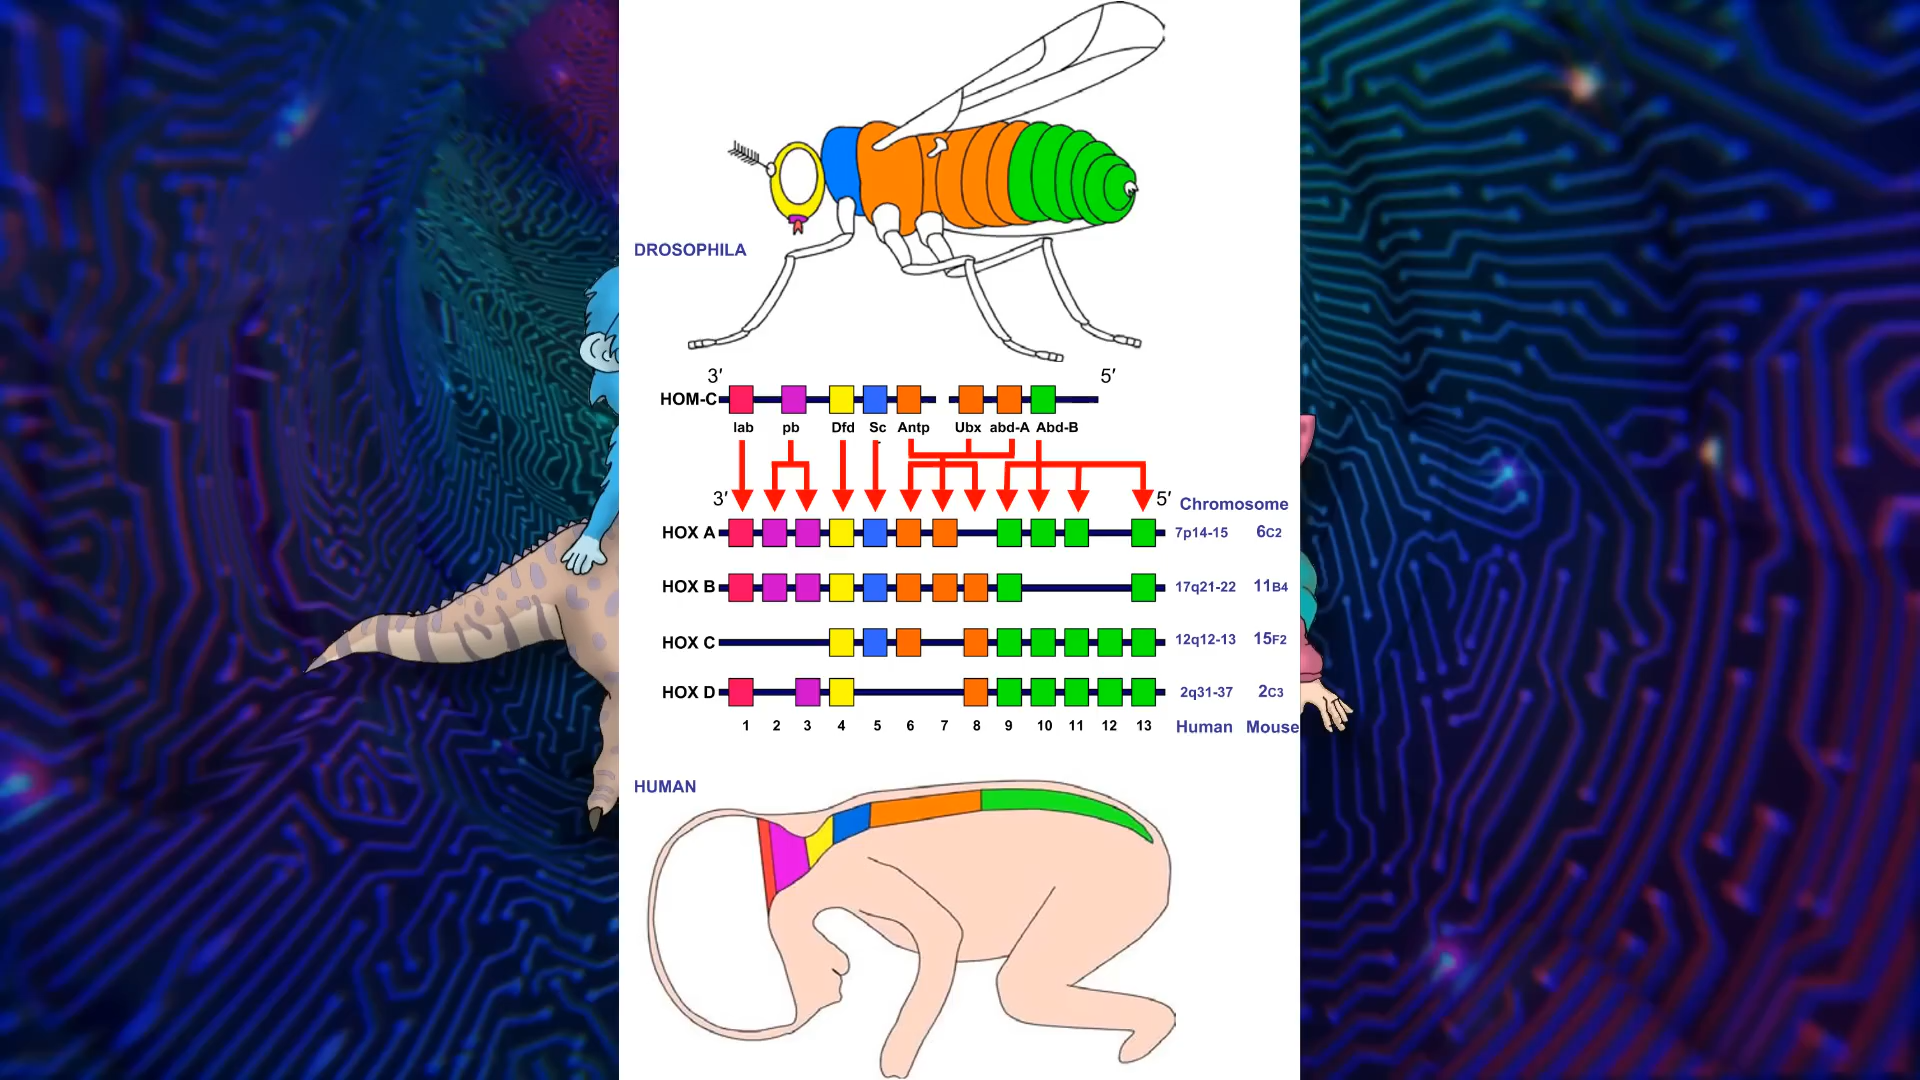 DROSOPHILA
3′ 5′
HOM-C
lab pb Dfd Sc Antp Ubx abd-A Abd-B
3′ 5′ Chromosome
HOX A 7p14-15 6C2
HOX B 17q21-22 11B4
HOX C 12q12-13 15F2
HOX D 2q31-37 2C3
1 2 3 4 5 6 7 8 9 10 11 12 13 Human Mouse
HUMAN